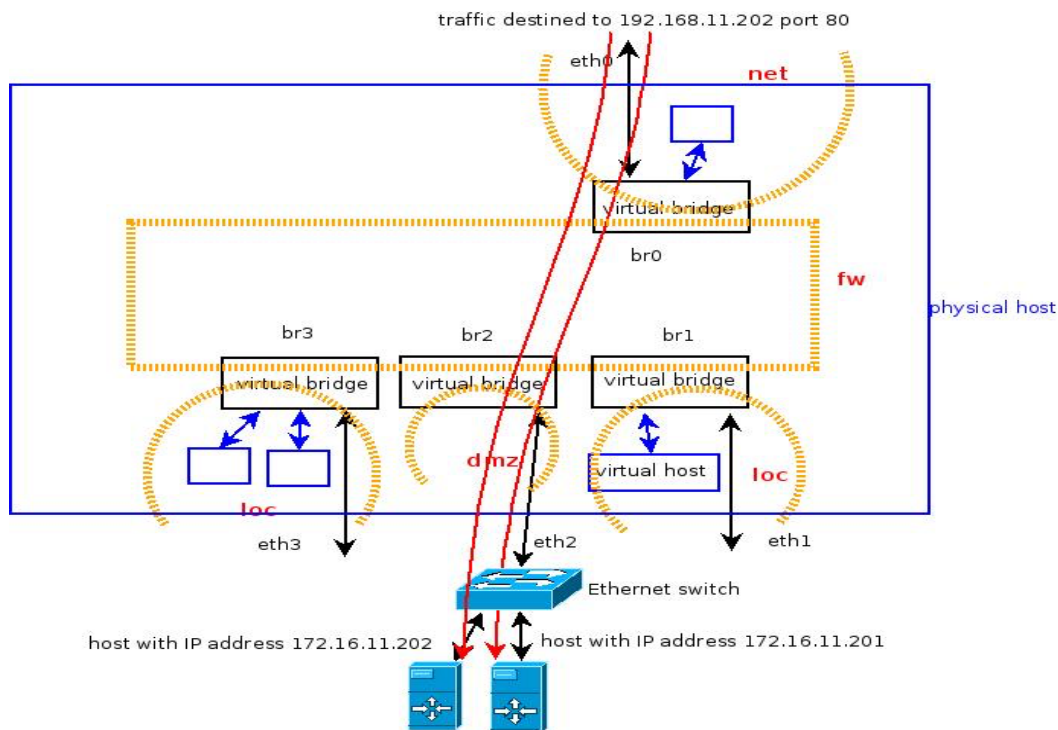 traffic destined to 192.168.11.202 port 80
eth0
net
virtual bridge
br0
fw
physical host
br3
br2
br1
virtual bridge
virtual bridge
virtual bridge
dmz
virtual host
loc
loc
eth3
eth2
eth1
Ethernet switch
host with IP address 172.16.11.202
host with IP address 172.16.11.201